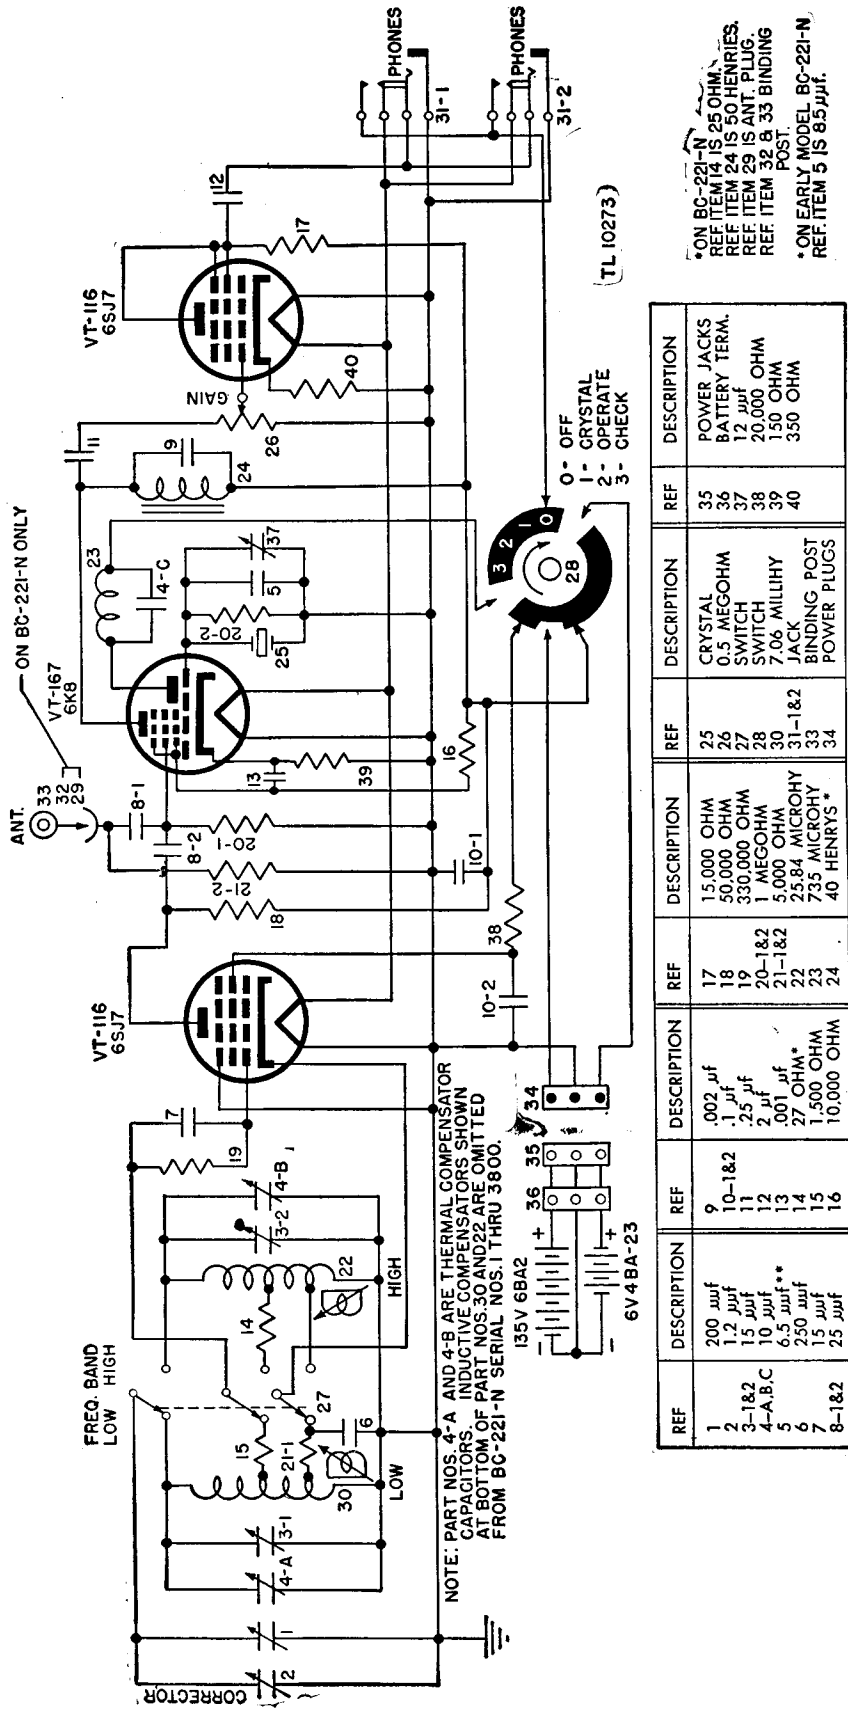 FREQ. BAND
LOW HIGH
CORRECTOR
2
1
4-A
3-1
30
15
21-1
6
27
LOW
14
22
HIGH
3-2
4-B
19
7
VT-116
6SJ7
ANT.
33
32
29
ON BC-221-N ONLY
8-1
8-2
18
21-2
20-1
10-1
VT-167
6K8
13
39
16
23
4-C
25
20-2
5
37
24
9
11
26
GAIN
VT-116
6SJ7
40
17
12
PHONES
31-1
PHONES
31-2
10-2
38
28
3 2 1 0
0- OFF
1- CRYSTAL
2- OPERATE
3- CHECK
(TL 10273)
34
35
36
135V 6BA2
6V4BA-23
NOTE: PART NOS. 4-A AND 4-B ARE THERMAL COMPENSATOR
CAPACITORS. INDUCTIVE COMPENSATORS SHOWN
AT BOTTOM OF PART NOS. 30 AND 22 ARE OMITTED
FROM BC-221-N SERIAL NOS. 1 THRU 3800.
*ON BC-221-N
REF. ITEM 14 IS 25 OHM.
REF. ITEM 24 IS 50 HENRIES.
REF. ITEM 29 IS ANT. PLUG.
REF. ITEM 32 & 33 BINDING
POST.
*ON EARLY MODEL BC-221-N
REF. ITEM 5 IS 8.5 µµf.
REF DESCRIPTION
1 200 µµf
2 1.2 µµf
3-1&2 15 µµf
4-A,B,C 10 µµf
5 6.5 µµf**
6 250 µµf
7 15 µµf
8-1&2 25 µµf
REF DESCRIPTION
9 .002 µf
10-1&2 .1 µf
11 .25 µf
12 2 µf
13 .001 µf
14 27 OHM*
15 1,500 OHM
16 10,000 OHM
REF DESCRIPTION
17 15,000 OHM
18 50,000 OHM
19 330,000 OHM
20-1&2 1 MEGOHM
21-1&2 5,000 OHM
22 25.84 MICROHY
23 735 MICROHY
24 40 HENRYS *
REF DESCRIPTION
25 CRYSTAL
26 0.5 MEGOHM
27 SWITCH
28 SWITCH
30 7.06 MILLIHY
31-1&2 JACK
33 BINDING POST
34 POWER PLUGS
REF DESCRIPTION
35 POWER JACKS
36 BATTERY TERM.
37 12 µµf
38 20,000 OHM
39 150 OHM
40 350 OHM